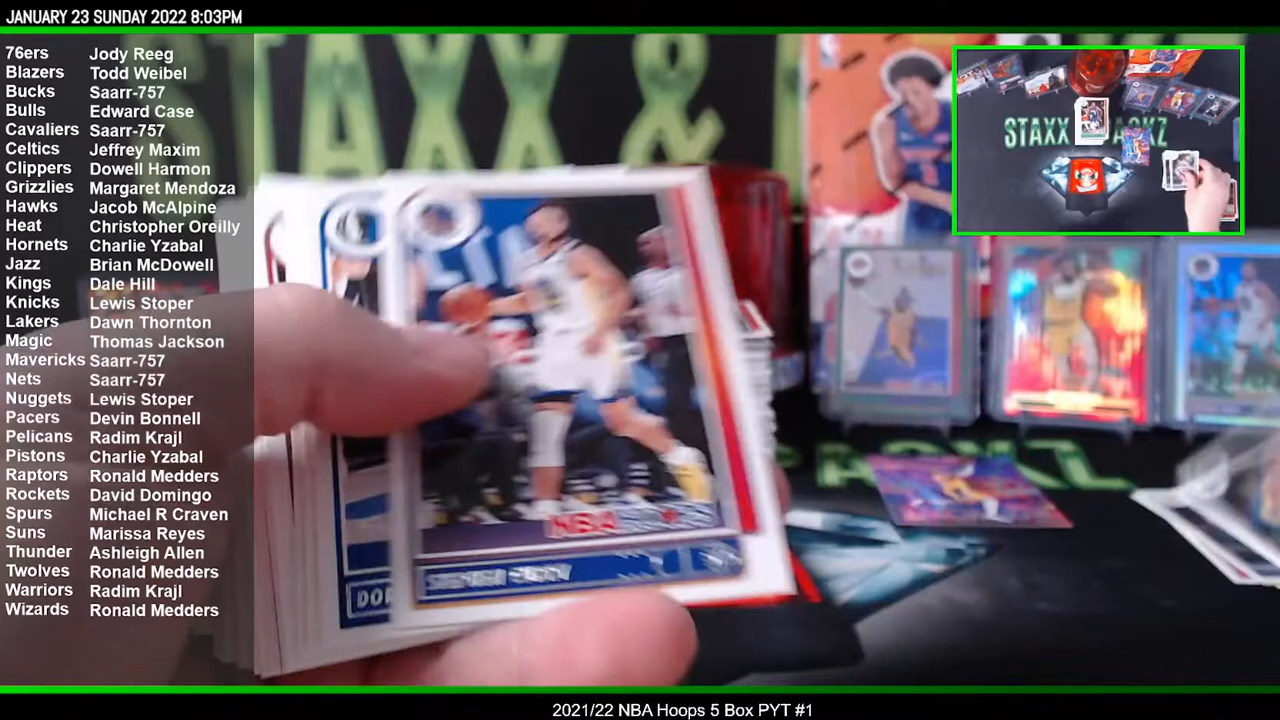 JANUARY 23 SUNDAY 2022 8:03PM
STAXX &
76ers Jody Reeg
Blazers Todd Weibel
Bucks Saarr-757
Bulls Edward Case
Cavaliers Saarr-757
Celtics Jeffrey Maxim
Clippers Dowell Harmon
Grizzlies Margaret Mendoza
Hawks Jacob McAlpine
Heat Christopher Oreilly
Hornets Charlie Yzabal
Jazz Brian McDowell
Kings Dale Hill
Knicks Lewis Stoper
Lakers Dawn Thornton
Magic Thomas Jackson
Mavericks Saarr-757
Nets Saarr-757
Nuggets Lewis Stoper
Pacers Devin Bonnell
Pelicans Radim Krajl
Pistons Charlie Yzabal
Raptors Ronald Medders
Rockets David Domingo
Spurs Michael R Craven
Suns Marissa Reyes
Thunder Ashleigh Allen
Twolves Ronald Medders
Warriors Radim Krajl
Wizards Ronald Medders
STAXX
NBA HOOPS
STEPHEN CURRY
2021/22 NBA Hoops 5 Box PYT #1